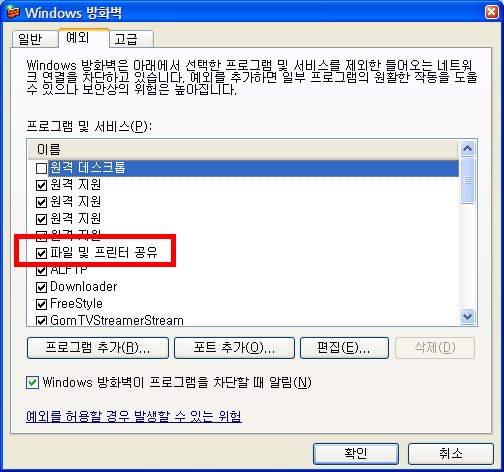 Windows 방화벽
일반 예외 고급
Windows 방화벽은 아래에서 선택한 프로그램 및 서비스를 제외한 들어오는 네트워
크 연결을 차단하고 있습니다. 예외를 추가하면 일부 프로그램의 원활한 작동을 도울
수 있으나 보안상의 위험은 높아집니다.
프로그램 및 서비스(P):
이름
원격 데스크톱
원격 지원
원격 지원
원격 지원
원격 지원
파일 및 프린터 공유
ALFTP
Downloader
FreeStyle
GomTVStreamerStream
프로그램 추가(R)... 포트 추가(O)... 편집(E)... 삭제(D)
Windows 방화벽이 프로그램을 차단할 때 알림(N)
예외를 허용할 경우 발생할 수 있는 위험
확인 취소